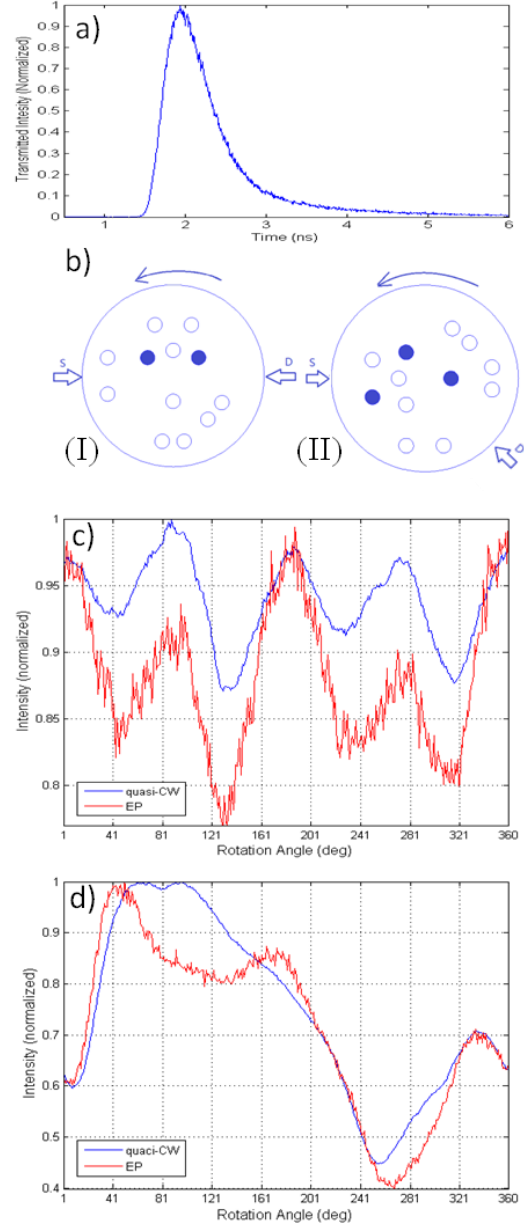 a)
Transmitted Intesity (Normalized)
1
0.9
0.8
0.7
0.6
0.5
0.4
0.3
0.2
0.1
0
1 2 3 4 5 6
Time (ns)
b)
S D
S D
(I) (II)
c)
Intensity (normalized)
0.95
0.9
0.85
0.8
quasi-CW
EP
1 41 81 121 161 201 241 281 321 360
Rotation Angle (deg)
d)
Intensity (normalized)
1
0.9
0.8
0.7
0.6
0.5
0.4
quaci-CW
EP
1 41 81 121 161 201 241 281 321 360
Rotation Angle (deg)